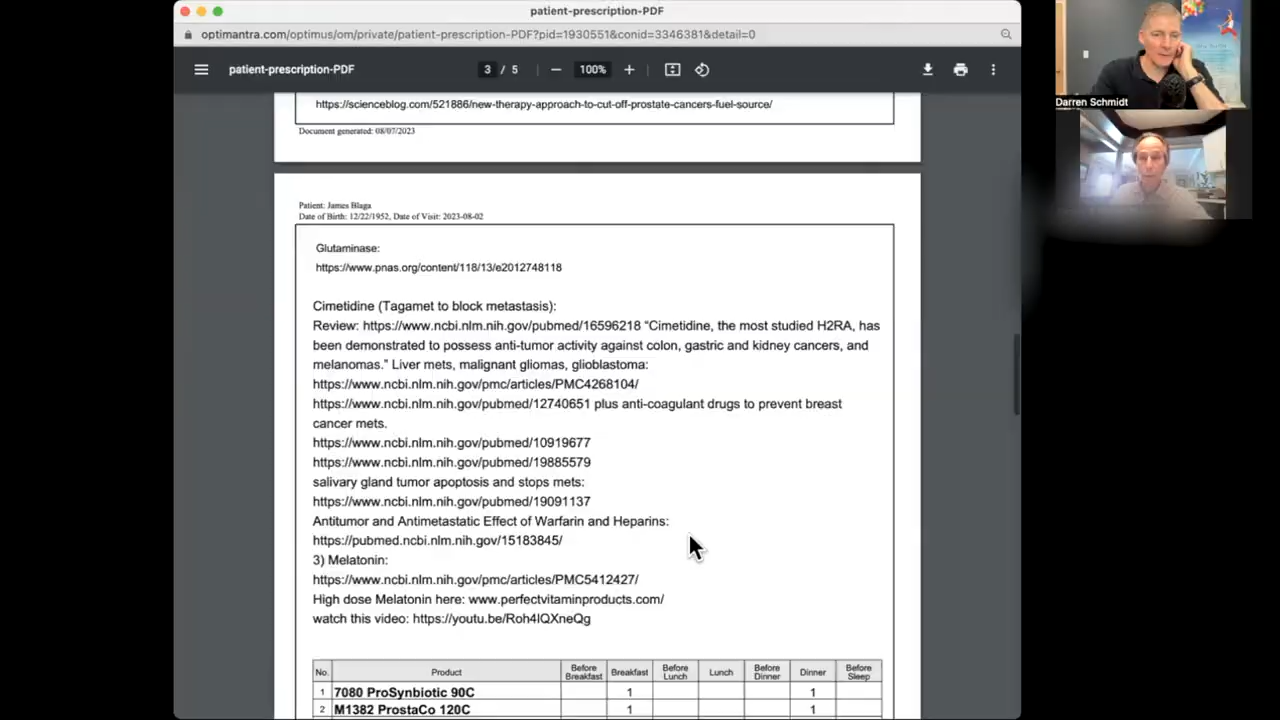 patient-prescription-PDF
optimantra.com/optimus/om/private/patient-prescription-PDF?pid=1930551&conid=3346381&detail=0
patient-prescription-PDF
3 / 5
100%
Darren Schmidt
https://scienceblog.com/521886/new-therapy-approach-to-cut-off-prostate-cancers-fuel-source/
Document generated: 08/07/2023
Patient: James Blaga
Date of Birth: 12/22/1952, Date of Visit: 2023-08-02
Glutaminase:
https://www.pnas.org/content/118/13/e2012748118
Cimetidine (Tagamet to block metastasis):
Review: https://www.ncbi.nlm.nih.gov/pubmed/16596218 “Cimetidine, the most studied H2RA, has
been demonstrated to possess anti-tumor activity against colon, gastric and kidney cancers, and
melanomas.” Liver mets, malignant gliomas, glioblastoma:
https://www.ncbi.nlm.nih.gov/pmc/articles/PMC4268104/
https://www.ncbi.nlm.nih.gov/pubmed/12740651 plus anti-coagulant drugs to prevent breast
cancer mets.
https://www.ncbi.nlm.nih.gov/pubmed/10919677
https://www.ncbi.nlm.nih.gov/pubmed/19885579
salivary gland tumor apoptosis and stops mets:
https://www.ncbi.nlm.nih.gov/pubmed/19091137
Antitumor and Antimetastatic Effect of Warfarin and Heparins:
https://pubmed.ncbi.nlm.nih.gov/15183845/
3) Melatonin:
https://www.ncbi.nlm.nih.gov/pmc/articles/PMC5412427/
High dose Melatonin here: www.perfectvitaminproducts.com/
watch this video: https://youtu.be/Roh4lQXneQg
No. Product Before Breakfast Breakfast Before Lunch Lunch Before Dinner Dinner Before Sleep
1 7080 ProSynbiotic 90C 1 1
2 M1382 ProstaCo 120C 1 1